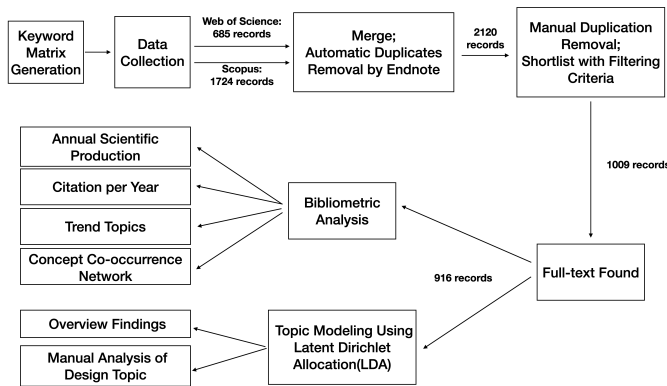 Keyword
Matrix
Generation
Data
Collection
Web of Science:
685 records
Scopus:
1724 records
Merge;
Automatic Duplicates
Removal by Endnote
2120
records
Manual Duplication
Removal;
Shortlist with Filtering
Criteria
1009 records
Full-text Found
916 records
Bibliometric
Analysis
Annual Scientific
Production
Citation per Year
Trend Topics
Concept Co-occurrence
Network
Topic Modeling Using
Latent Dirichlet
Allocation(LDA)
Overview Findings
Manual Analysis of
Design Topic